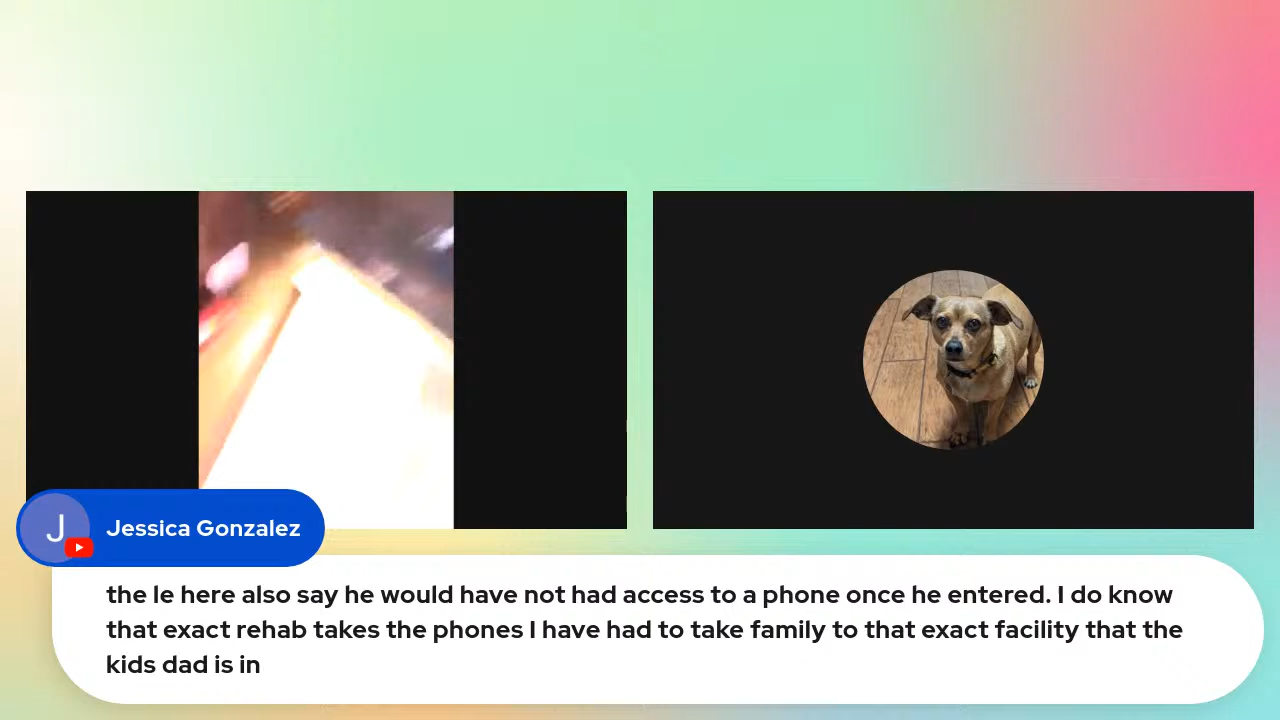 J
Jessica Gonzalez
the le here also say he would have not had access to a phone once he entered. I do know
that exact rehab takes the phones I have had to take family to that exact facility that the
kids dad is in